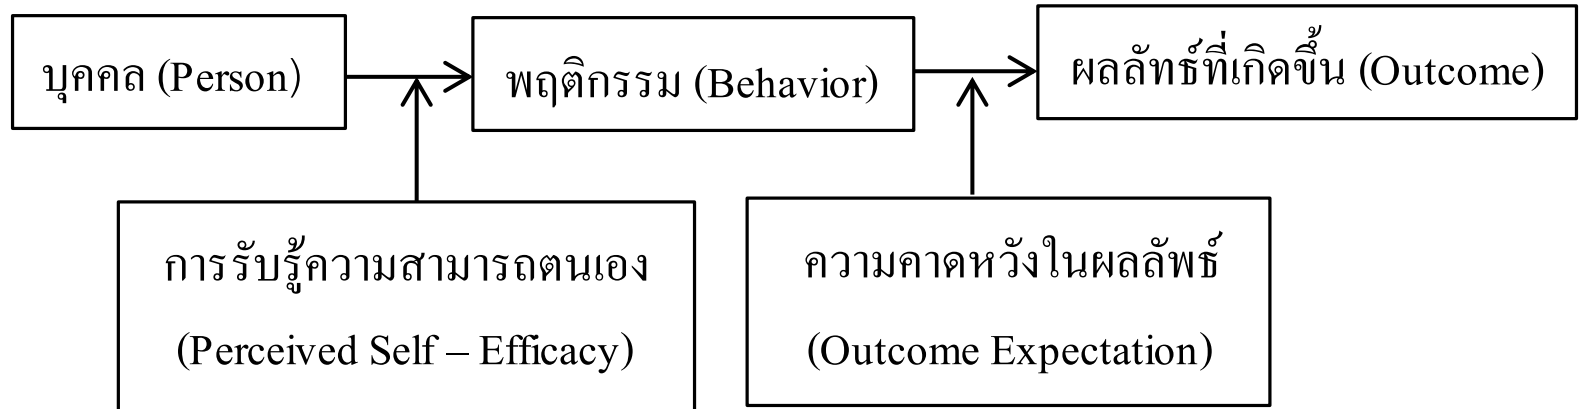 บุคคล (Person)
พฤติกรรม (Behavior)
ผลลัทธ์ที่เกิดขึ้น (Outcome)
การรับรู้ความสามารถตนเอง
(Perceived Self – Efficacy)
ความคาดหวังในผลลัพธ์
(Outcome Expectation)